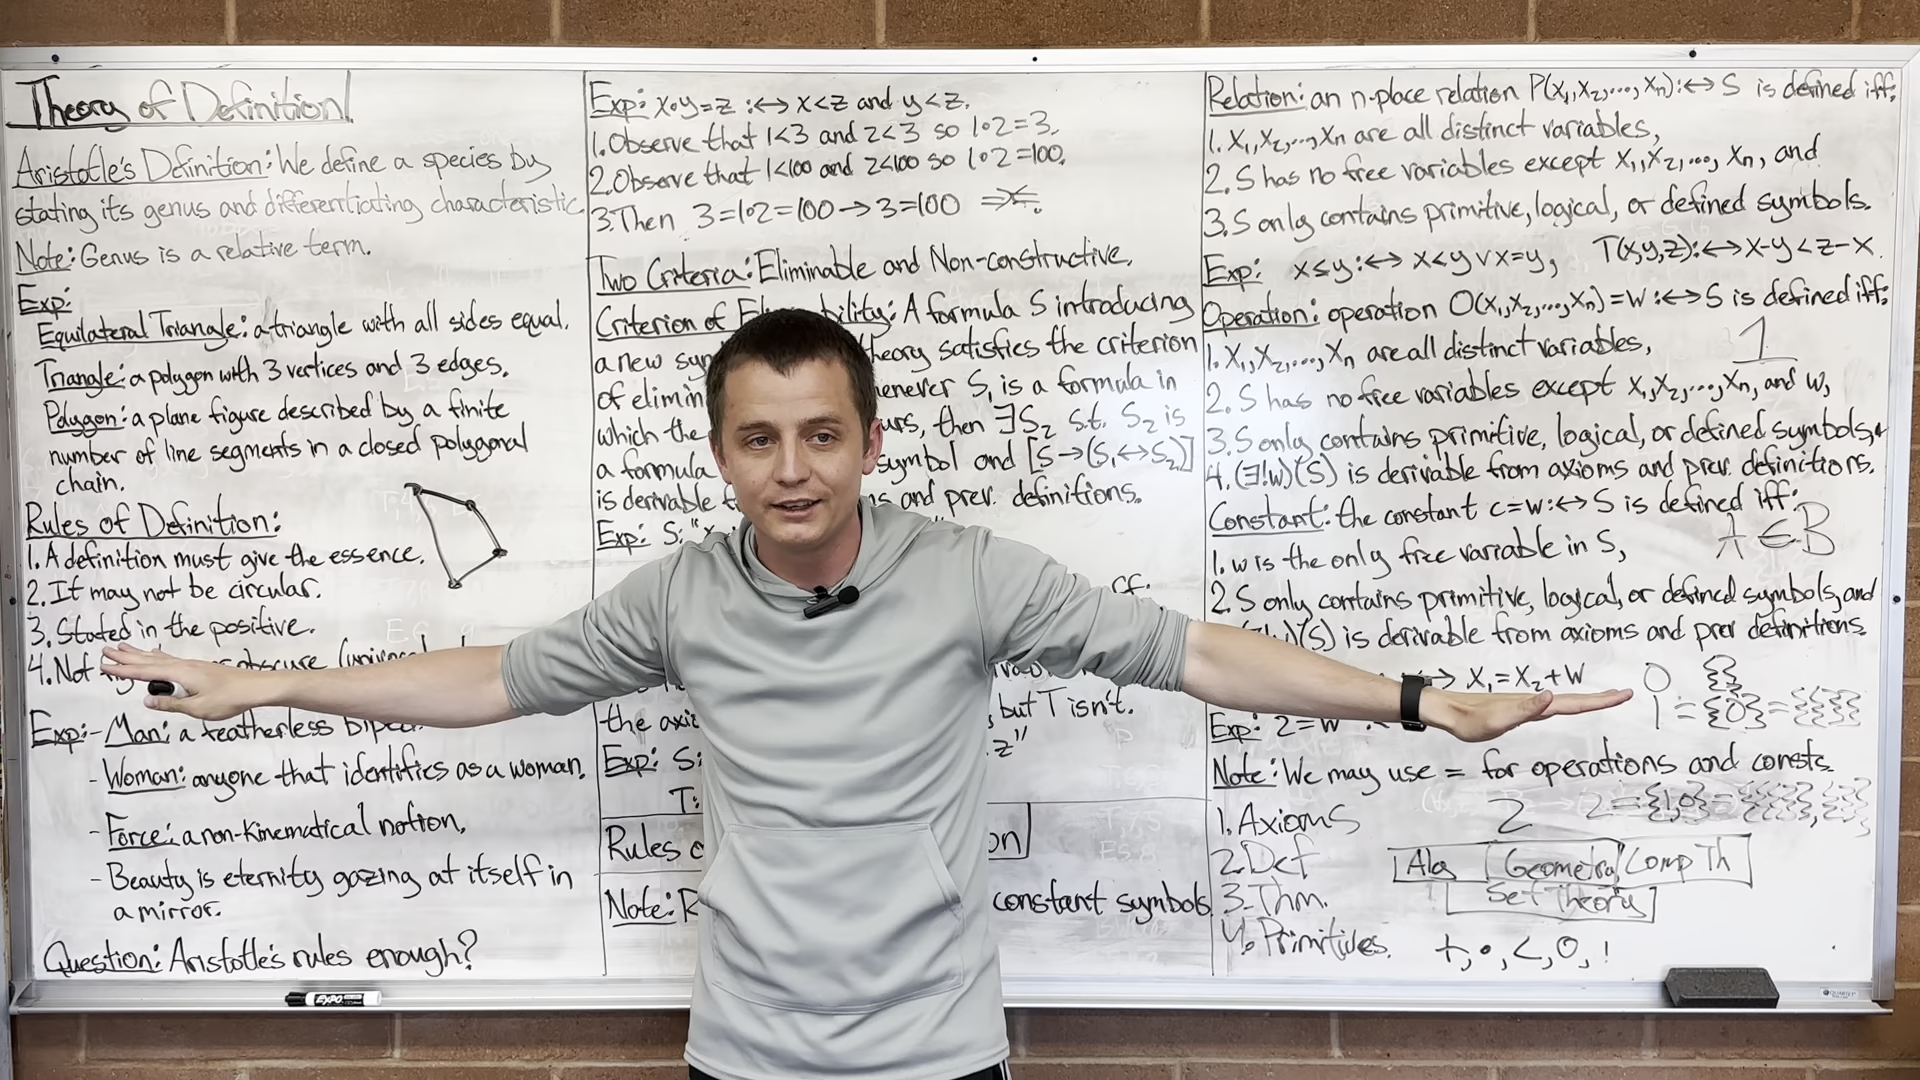 Theory of Definition
Aristotle's Definition: We define a species by
stating its genus and differentiating characteristic.
Note: Genus is a relative term.
Exp:
Equilateral Triangle: a triangle with all sides equal.
Triangle: a polygon with 3 vertices and 3 edges.
Polygon: a plane figure described by a finite
number of line segments in a closed polygonal
chain.
Rules of Definition:
1. A definition must give the essence.
2. It may not be circular.
3. Stated in the positive.
4. Not obscure
Exp: - Man: a featherless
- Woman: anyone that identifies as a woman.
- Force: a non-kinematical notion.
- Beauty is eternity gazing at itself in
a mirror.
Question: Aristotle's rules enough?
Exp: x∘y=z :↔ x<z and y<z.
1. Observe that 1<3 and 2<3 so 1∘2=3.
2. Observe that 1<100 and 2<100 so 1∘2=100.
3. Then 3=1∘2=100→3=100
Two Criteria: Eliminable and Non-constructive.
Criterion of A formula S introducing
a new theory satisfies the criterion
of S₁ is a formula in
which the then ∃S₂ s.t. S₂ is
a formula symbol and [S→(S₁↔S₂)]
is derivable and prev. definitions.
Exp: S:
the but T isn't.
Exp: S: z"
T:
Rules
Note: constant symbols
Relation: an n-place relation P(x₁,x₂,...,xₙ):↔S is defined iff:
1. x₁,x₂,...,xₙ are all distinct variables,
2. S has no free variables except x₁,x₂,...,xₙ, and
3. S only contains primitive, logical, or defined symbols.
Exp: x≤y:↔ x<y∨x=y, T(x,y,z):↔x-y<z-x.
Operation: operation O(x₁,x₂,...,xₙ)=w:↔S is defined iff:
1. x₁,x₂,...,xₙ are all distinct variables, 1
2. S has no free variables except x₁,x₂,...,xₙ, and w,
3. S only contains primitive, logical, or defined symbols,+
4. (∃!w)(S) is derivable from axioms and prev. definitions.
Constant: the constant c=w:↔S is defined iff:
1. w is the only free variable in S, A∈B
2. S only contains primitive, logical, or defined symbols, and
(S) is derivable from axioms and prev definitions.
x₁=x₂+w 0 {}
Exp: 2=w 1={0}={{}}
Note: We may use = for operations and consts.
1. Axioms 2 2={1,0}
2. Def Alg Geometry Comp Th
3. Thm. Set Theory
4. Primitives. +,•,<,0,!
EXPO
QUARTET